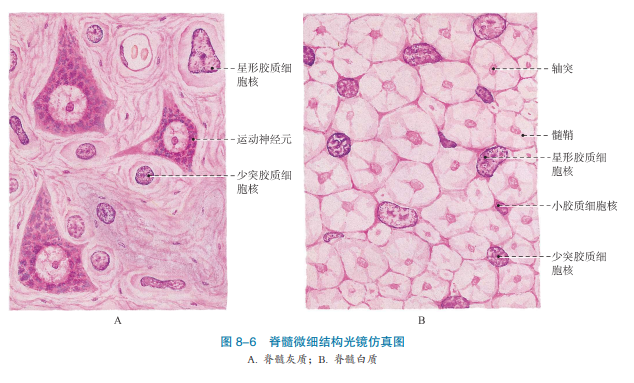 星形胶质细
胞核
运动神经元
少突胶质细
胞核
A
轴突
髓鞘
星形胶质细
胞核
小胶质细胞核
少突胶质细
胞核
B
图 8-6 脊髓微细结构光镜仿真图
A. 脊髓灰质；B. 脊髓白质